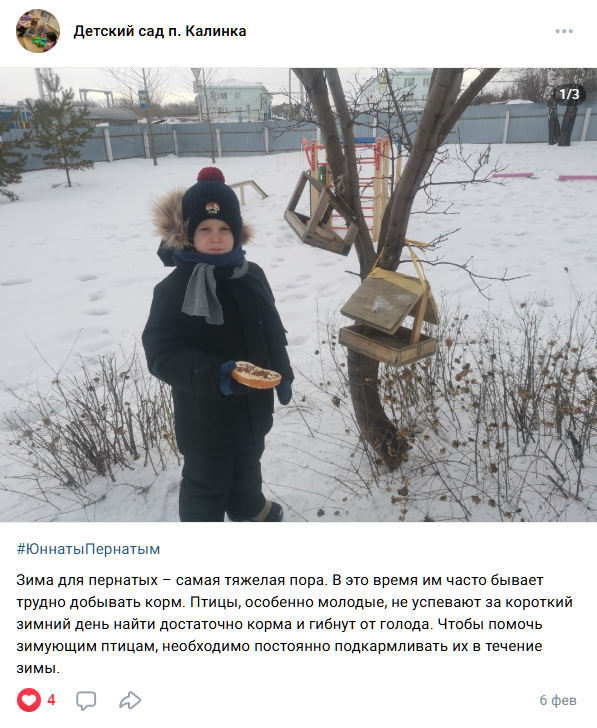 Детский сад п. Калинка
1/3
#ЮннатыПернатым
Зима для пернатых – самая тяжелая пора. В это время им часто бывает
трудно добывать корм. Птицы, особенно молодые, не успевают за короткий
зимний день найти достаточно корма и гибнут от голода. Чтобы помочь
зимующим птицам, необходимо постоянно подкармливать их в течение
зимы.
4
6 фев